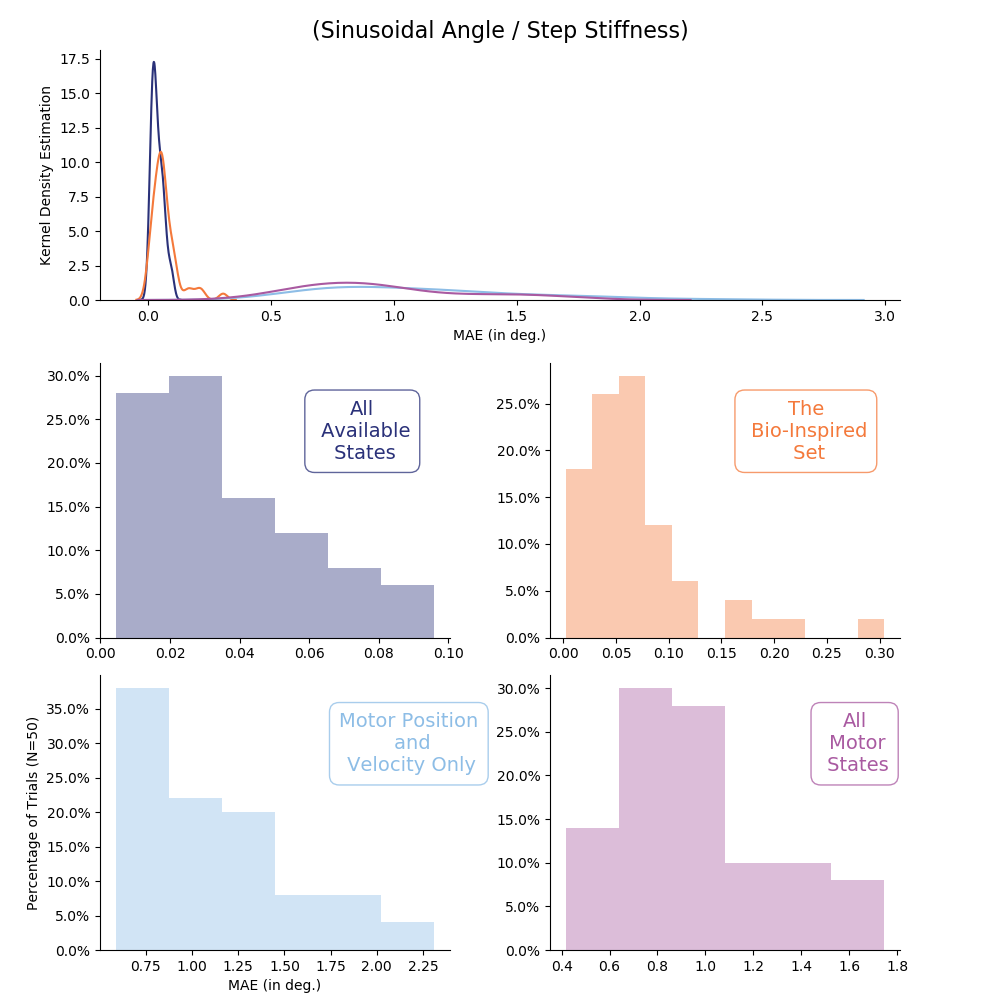 (Sinusoidal Angle / Step Stiffness)
Kernel Density Estimation
17.5
15.0
12.5
10.0
7.5
5.0
2.5
0.0
0.0 0.5 1.0 1.5 2.0 2.5 3.0
MAE (in deg.)
30.0%
25.0%
20.0%
15.0%
10.0%
5.0%
0.0%
0.00 0.02 0.04 0.06 0.08 0.10
All
Available
States
25.0%
20.0%
15.0%
10.0%
5.0%
0.0%
0.00 0.05 0.10 0.15 0.20 0.25 0.30
The
Bio-Inspired
Set
Percentage of Trials (N=50)
35.0%
30.0%
25.0%
20.0%
15.0%
10.0%
5.0%
0.0%
0.75 1.00 1.25 1.50 1.75 2.00 2.25
MAE (in deg.)
Motor Position
and
Velocity Only
30.0%
25.0%
20.0%
15.0%
10.0%
5.0%
0.0%
0.4 0.6 0.8 1.0 1.2 1.4 1.6 1.8
All
Motor
States